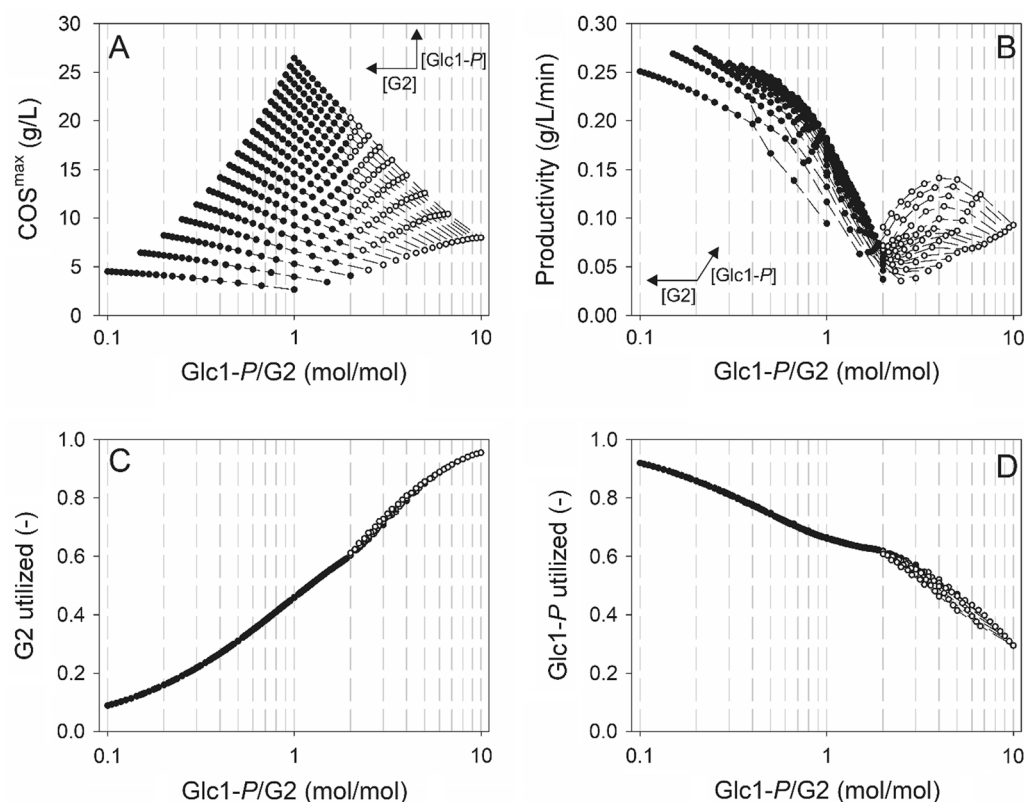 A
COS^max (g/L)
30
25
20
15
10
5
0
[Glc1-P]
[G2]
0.1
1
10
Glc1-P/G2 (mol/mol)
B
Productivity (g/L/min)
0.30
0.25
0.20
0.15
0.10
0.05
0.00
[Glc1-P]
[G2]
0.1
1
10
Glc1-P/G2 (mol/mol)
C
G2 utilized (-)
1.0
0.8
0.6
0.4
0.2
0.0
0.1
1
10
Glc1-P/G2 (mol/mol)
D
Glc1-P utilized (-)
1.0
0.8
0.6
0.4
0.2
0.0
0.1
1
10
Glc1-P/G2 (mol/mol)